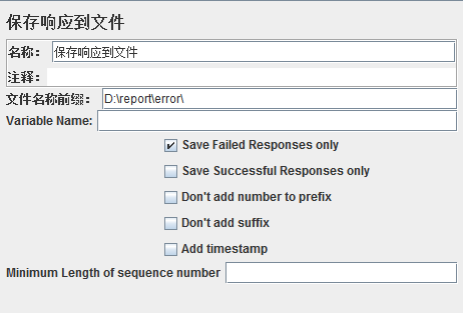 保存响应到文件
名称： 保存响应到文件
注释：
文件名称前缀： D:\report\error\
Variable Name:
Save Failed Responses only
Save Successful Responses only
Don't add number to prefix
Don't add suffix
Add timestamp
Minimum Length of sequence number